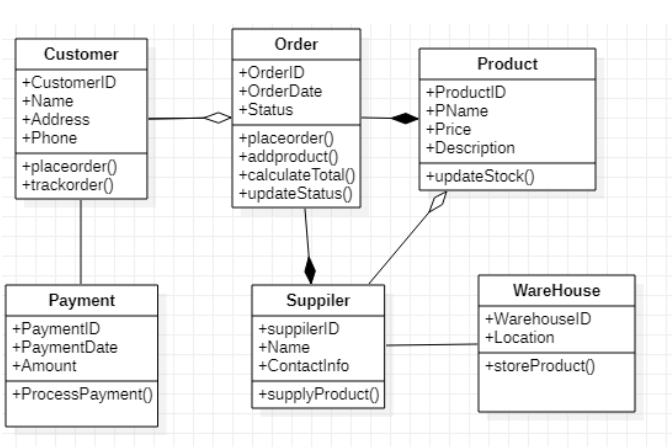 Customer
+CustomerID
+Name
+Address
+Phone
+placeorder()
+trackorder()
Order
+OrderID
+OrderDate
+Status
+placeorder()
+addproduct()
+calculateTotal()
+updateStatus()
Product
+ProductID
+PName
+Price
+Description
+updateStock()
Payment
+PaymentID
+PaymentDate
+Amount
+ProcessPayment()
Suppiler
+suppilerID
+Name
+ContactInfo
+supplyProduct()
WareHouse
+WarehouseID
+Location
+storeProduct()